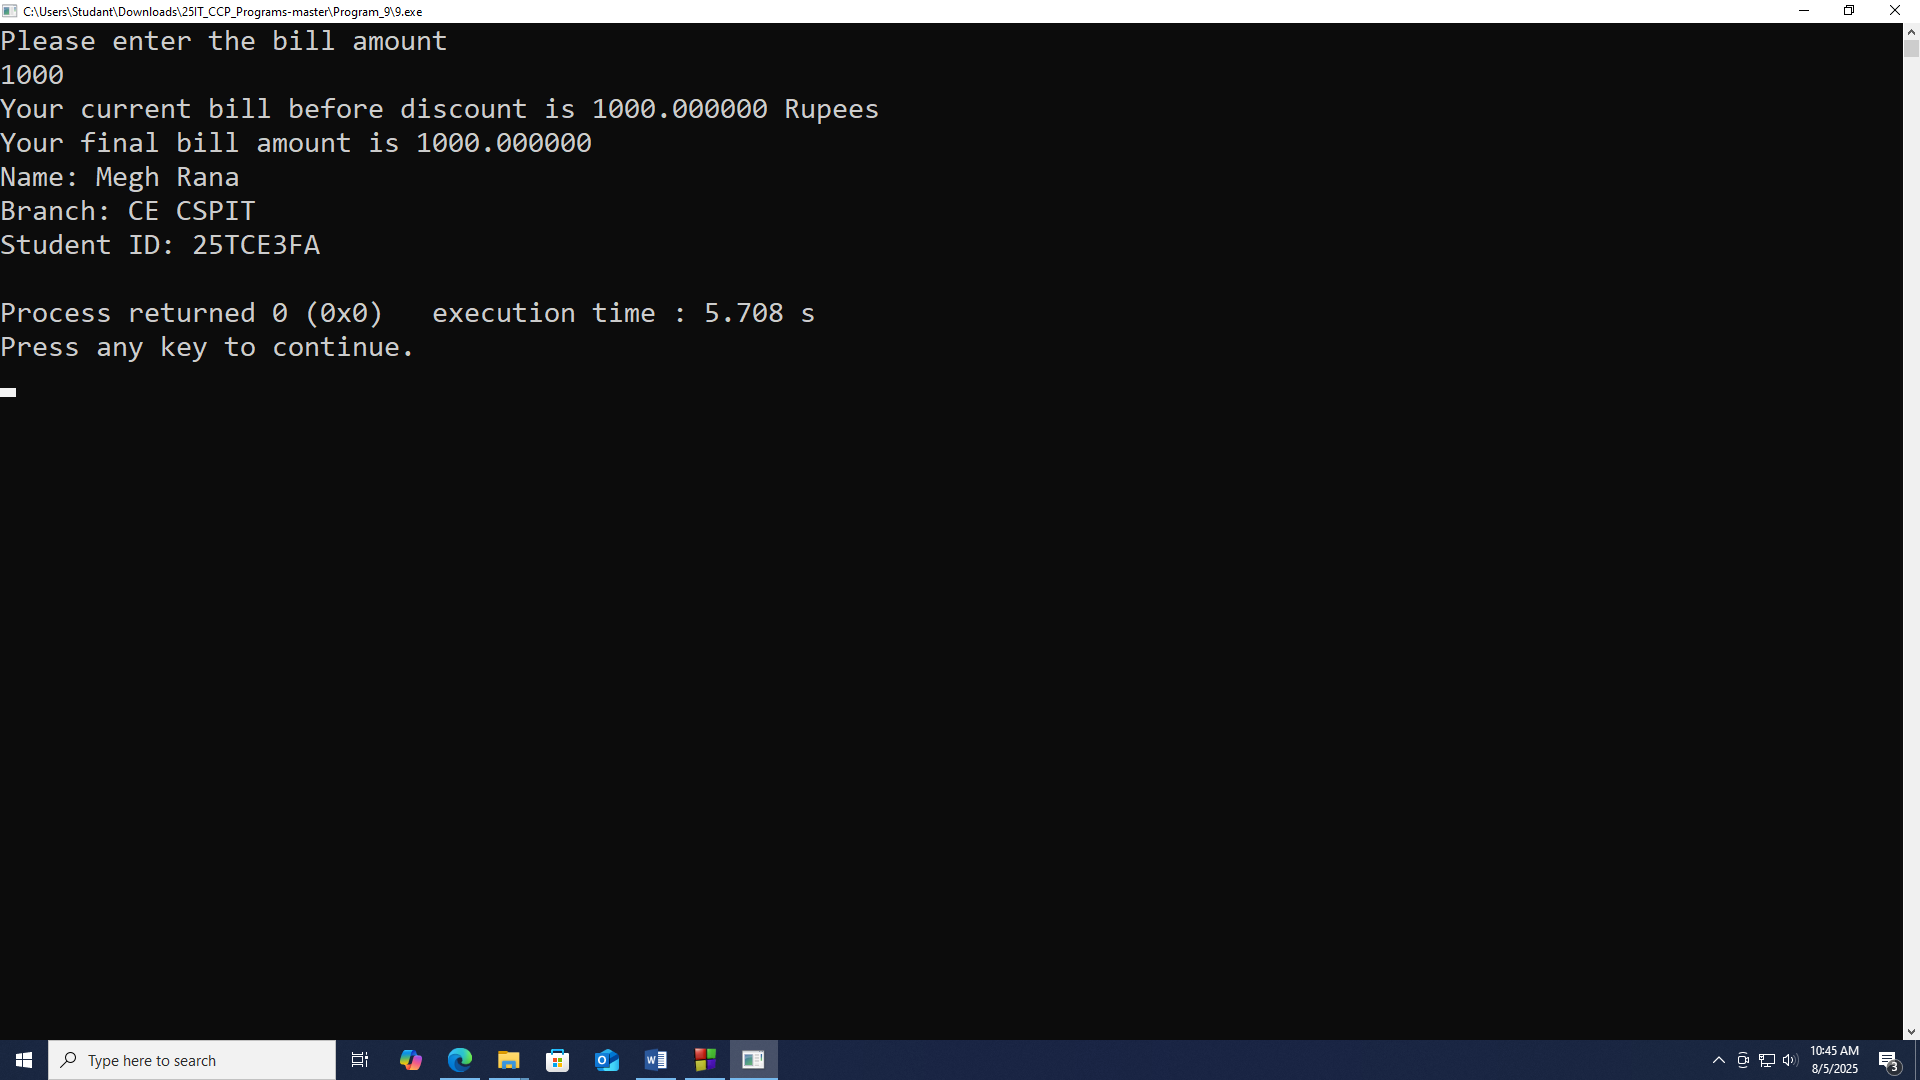 C:\Users\Studant\Downloads\25IT_CCP_Programs-master\Program_9\9.exe
Please enter the bill amount
1000
Your current bill before discount is 1000.000000 Rupees
Your final bill amount is 1000.000000
Name: Megh Rana
Branch: CE CSPIT
Student ID: 25TCE3FA
Process returned 0 (0x0)   execution time : 5.708 s
Press any key to continue.
Type here to search
10:45 AM
8/5/2025
3